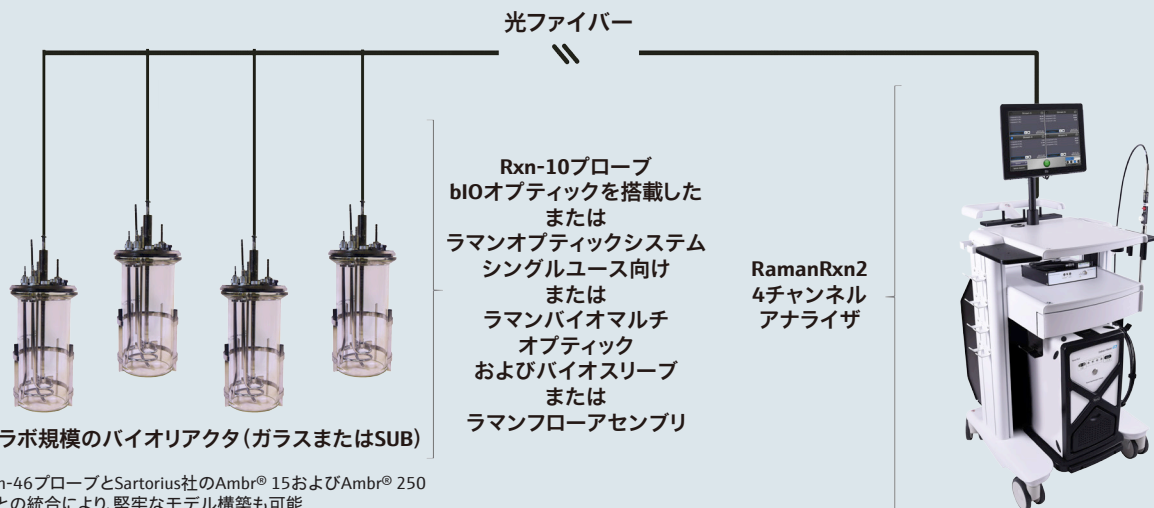 光ファイバー
Rxn-10プローブ
bIOオプティックを搭載した
または
ラマンオプティックシステム
シングルユース向け
または
ラマンバイオマルチ
オプティック
およびバイオスリーブ
または
ラマンフローアセンブリ
RamanRxn2
4チャンネル
アナライザ
ラボ規模のバイオリアクタ(ガラスまたはSUB)
n-46プローブとSartorius社のAmbr® 15およびAmbr® 250
との統合により、堅牢なモデル構築も可能